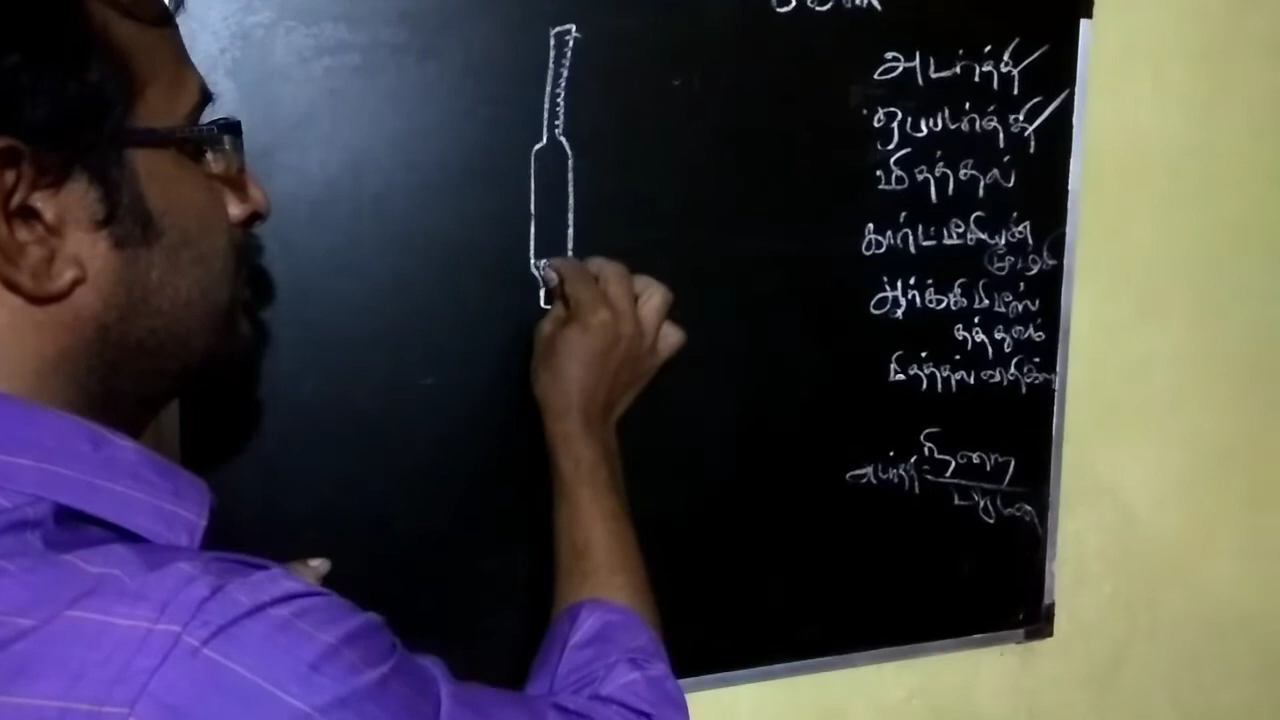 அடர்த்தி
ஒப்படர்த்தி
மிதத்தல்
கார்டீசியன்
மூழ்கி
ஆர்க்கிமிடீஸ்
தத்துவம்
மிதத்தல் விதிகள்
அடர்த்தி = நிறை
பருமன்